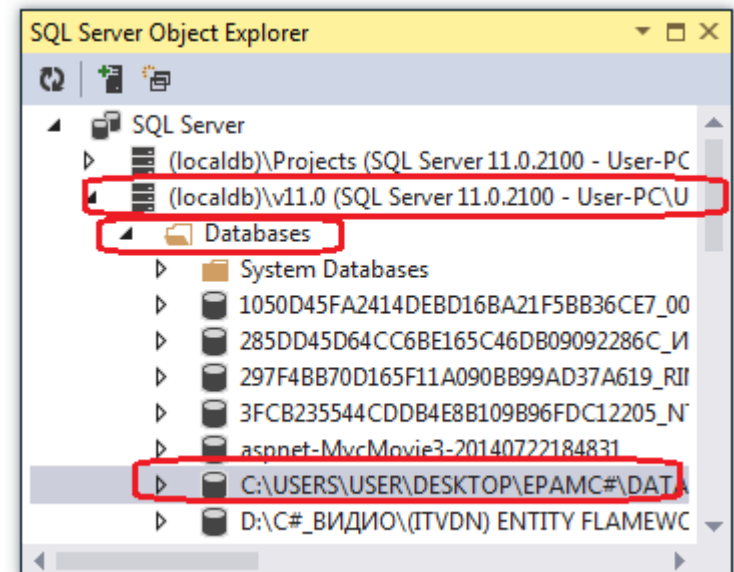 SQL Server Object Explorer
SQL Server
(localdb)\Projects (SQL Server 11.0.2100 - User-PC
(localdb)\v11.0 (SQL Server 11.0.2100 - User-PC\U
Databases
System Databases
1050D45FA2414DEBD16BA21F5BB36CE7_00
285DD45D64CC6BE165C46DB09092286C_И
297F4BB70D165F11A090BB99AD37A619_RII
3FCB235544CDDB4E8B109B96FDC12205_N
aspnet-MvcMovie3-20140722184831
C:\USERS\USER\DESKTOP\EPAMC#\DATA
D:\C#_ВИДИО\(ITVDN) ENTITY FLAMEWC